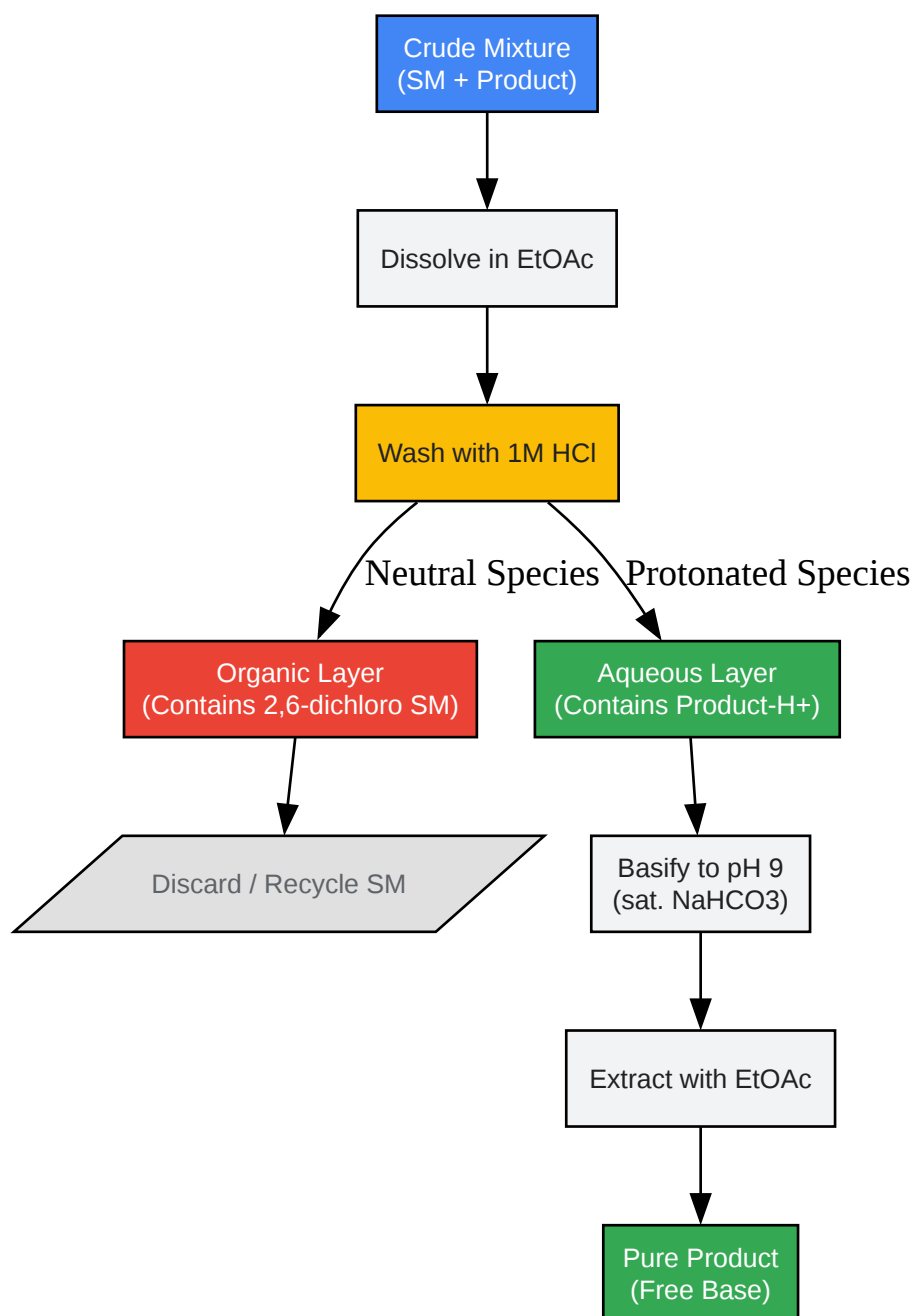 Crude Mixture
(SM + Product)
Dissolve in EtOAc
Wash with 1M HCl
Neutral Species
Protonated Species
Organic Layer
(Contains 2,6-dichloro SM)
Aqueous Layer
(Contains Product-H+)
Discard / Recycle SM
Basify to pH 9
(sat. NaHCO3)
Extract with EtOAc
Pure Product
(Free Base)